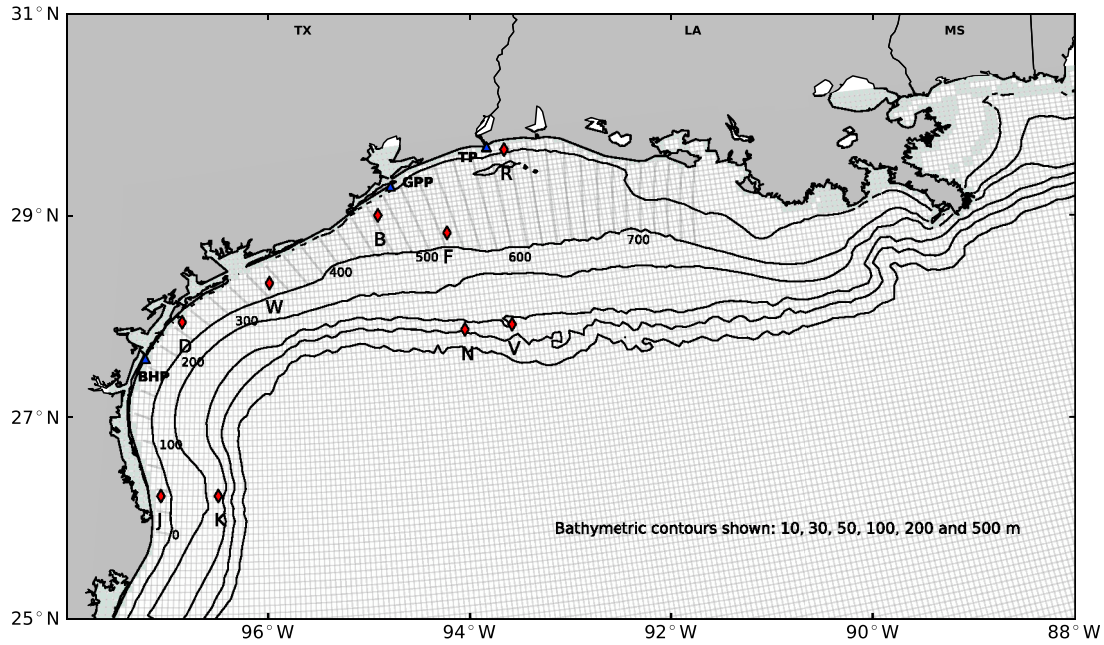 31°N
TX LA MS
TP
R
GPP
29°N
B
F
700
500 600
400
W
300
D
N V
200
BHP
27°N
100
J K
0
Bathymetric contours shown: 10, 30, 50, 100, 200 and 500 m
25°N
96°W 94°W 92°W 90°W 88°W